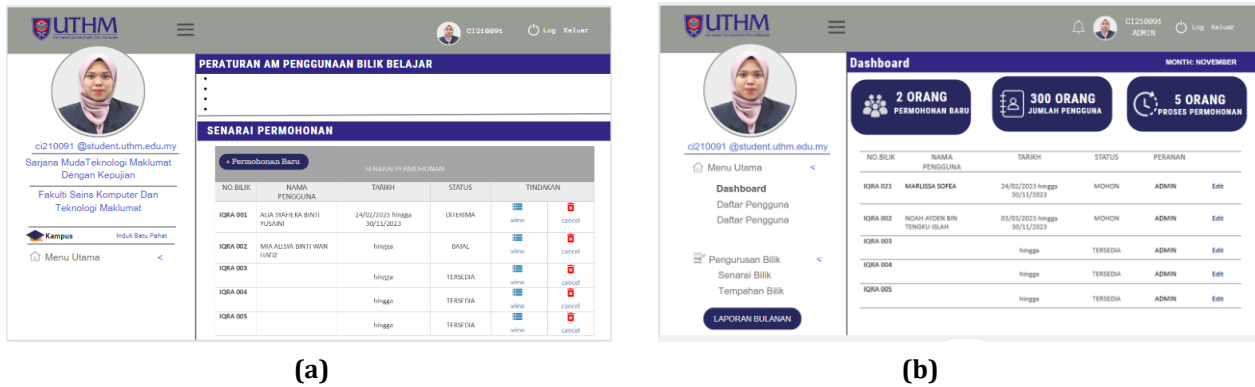 UTHM
CI210091
Log Keluar
PERATURAN AM PENGGUNAAN BILIK BELAJAR
SENARAI PERMOHONAN
ci210091 @student.uthm.edu.my
Sarjana MudaTeknologi Maklumat
Dengan Kepujian
Fakulti Sains Komputer Dan
Teknologi Maklumat
Kampus Induk Batu Pahat
Menu Utama <
+ Permohonan Baru
SENARAI PERMOHONAN
NO.BILIK NAMA PENGGUNA TARIKH STATUS TINDAKAN
IQRA 001 ALIA SYAFIEKA BINTI YUSAINI 24/02/2023 hingga 30/11/2023 DITERIMA view cancel
IQRA 002 MIA ALISYA BINTI WAN HAFIZ hingga BATAL view cancel
IQRA 003 hingga TERSEDIA view cancel
IQRA 004 hingga TERSEDIA view cancel
IQRA 005 hingga TERSEDIA view cancel
(a)
UTHM
CI210091
ADMIN
Log Keluar
Dashboard
MONTH: NOVEMBER
2 ORANG
PERMOHONAN BARU
300 ORANG
JUMLAH PENGGUNA
5 ORANG
PROSES PERMOHONAN
ci210091 @student.uthm.edu.my
Menu Utama <
Dashboard
Daftar Pengguna
Daftar Pengguna
Pengurusan Bilik <
Senarai Bilik
Tempahan Bilik
LAPORAN BULANAN
NO.BILIK NAMA PENGGUNA TARIKH STATUS PERANAN
IQRA 021 MARLISSA SOFEA 24/02/2023 hingga 30/11/2023 MOHON ADMIN Edit
IQRA 002 NOAH AYDEN BIN TENGKU ISLAH 03/03/2023 hingga 30/11/2023 MOHON ADMIN Edit
IQRA 003 hingga TERSEDIA ADMIN Edit
IQRA 004 hingga TERSEDIA ADMIN Edit
IQRA 005 hingga TERSEDIA ADMIN Edit
(b)